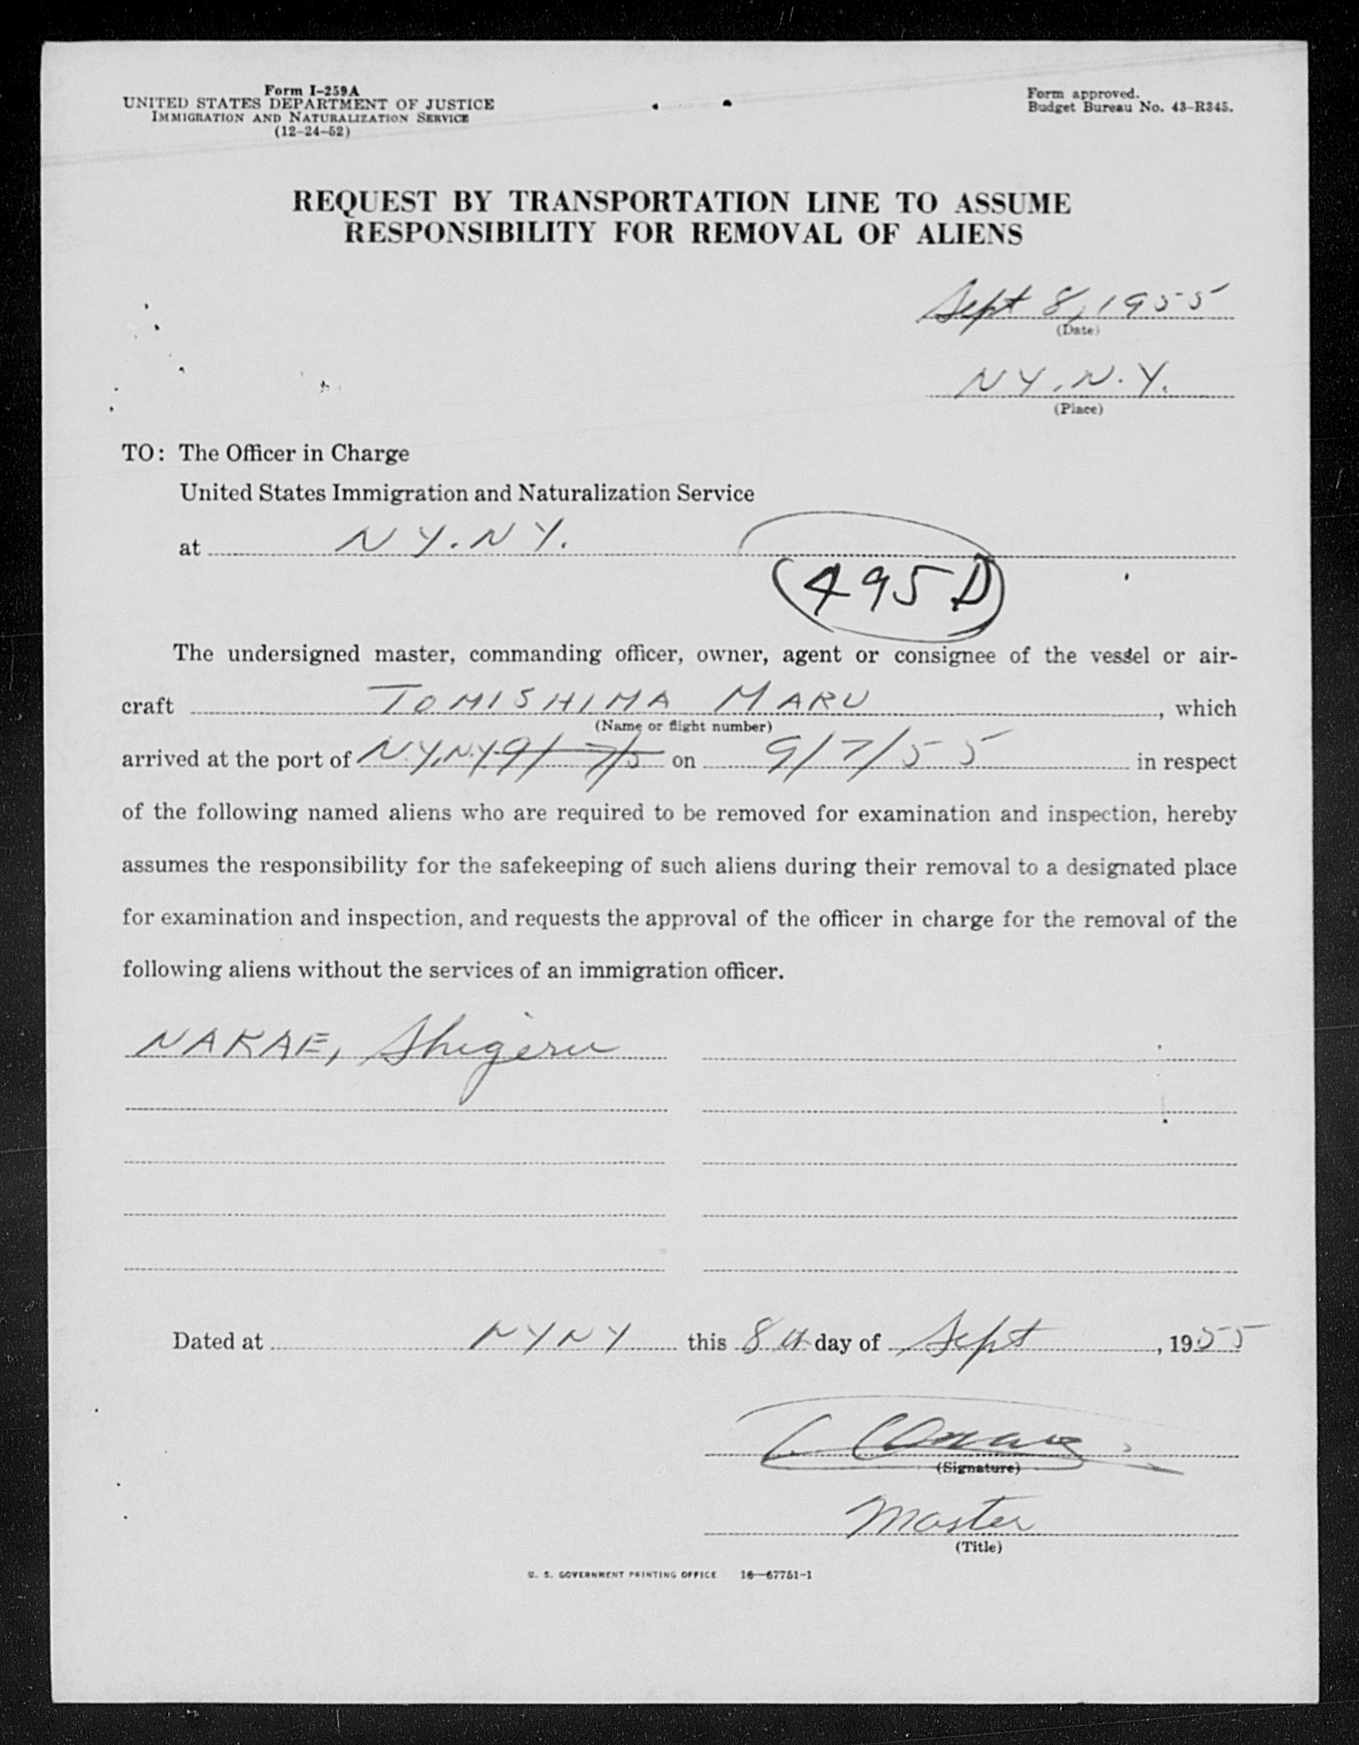 Form I-259A
UNITED STATES DEPARTMENT OF JUSTICE
IMMIGRATION AND NATURALIZATION SERVICE
(12-24-52)
Form approved.
Budget Bureau No. 43-R345.
REQUEST BY TRANSPORTATION LINE TO ASSUME
RESPONSIBILITY FOR REMOVAL OF ALIENS
Sept 8, 1955
(Date)
NY. N.Y.
(Place)
TO: The Officer in Charge
United States Immigration and Naturalization Service
at NY. NY.
495 D
The undersigned master, commanding officer, owner, agent or consignee of the vessel or air-
craft TOMISHIMA MARU, which
(Name or flight number)
arrived at the port of N.Y,N.Y 9/7/5 on 9/7/55 in respect
of the following named aliens who are required to be removed for examination and inspection, hereby
assumes the responsibility for the safekeeping of such aliens during their removal to a designated place
for examination and inspection, and requests the approval of the officer in charge for the removal of the
following aliens without the services of an immigration officer.
NAKAE, Shigeru
Dated at NYNY this 8th day of Sept, 1955
(Signature)
Master
(Title)
U. S. GOVERNMENT PRINTING OFFICE 16—67751-1